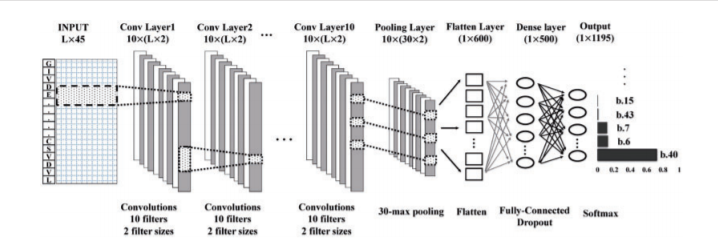 INPUT
L×45
Conv Layer1
10×(L×2)
Conv Layer2
10×(L×2)
...
Conv Layer10
10×(L×2)
Pooling Layer
10×(30×2)
Flatten Layer
(1×600)
Dense layer
(1×500)
Output
(1×1195)
G
I
V
D
E
.
.
.
.
.
C
S
V
D
V
L
...
b.15
b.43
b.7
b.6
b.40
0 0.2 0.4 0.6 0.8 1
Convolutions
10 filters
2 filter sizes
Convolutions
10 filters
2 filter sizes
Convolutions
10 filters
2 filter sizes
30-max pooling
Flatten
Fully-Connected
Dropout
Softmax